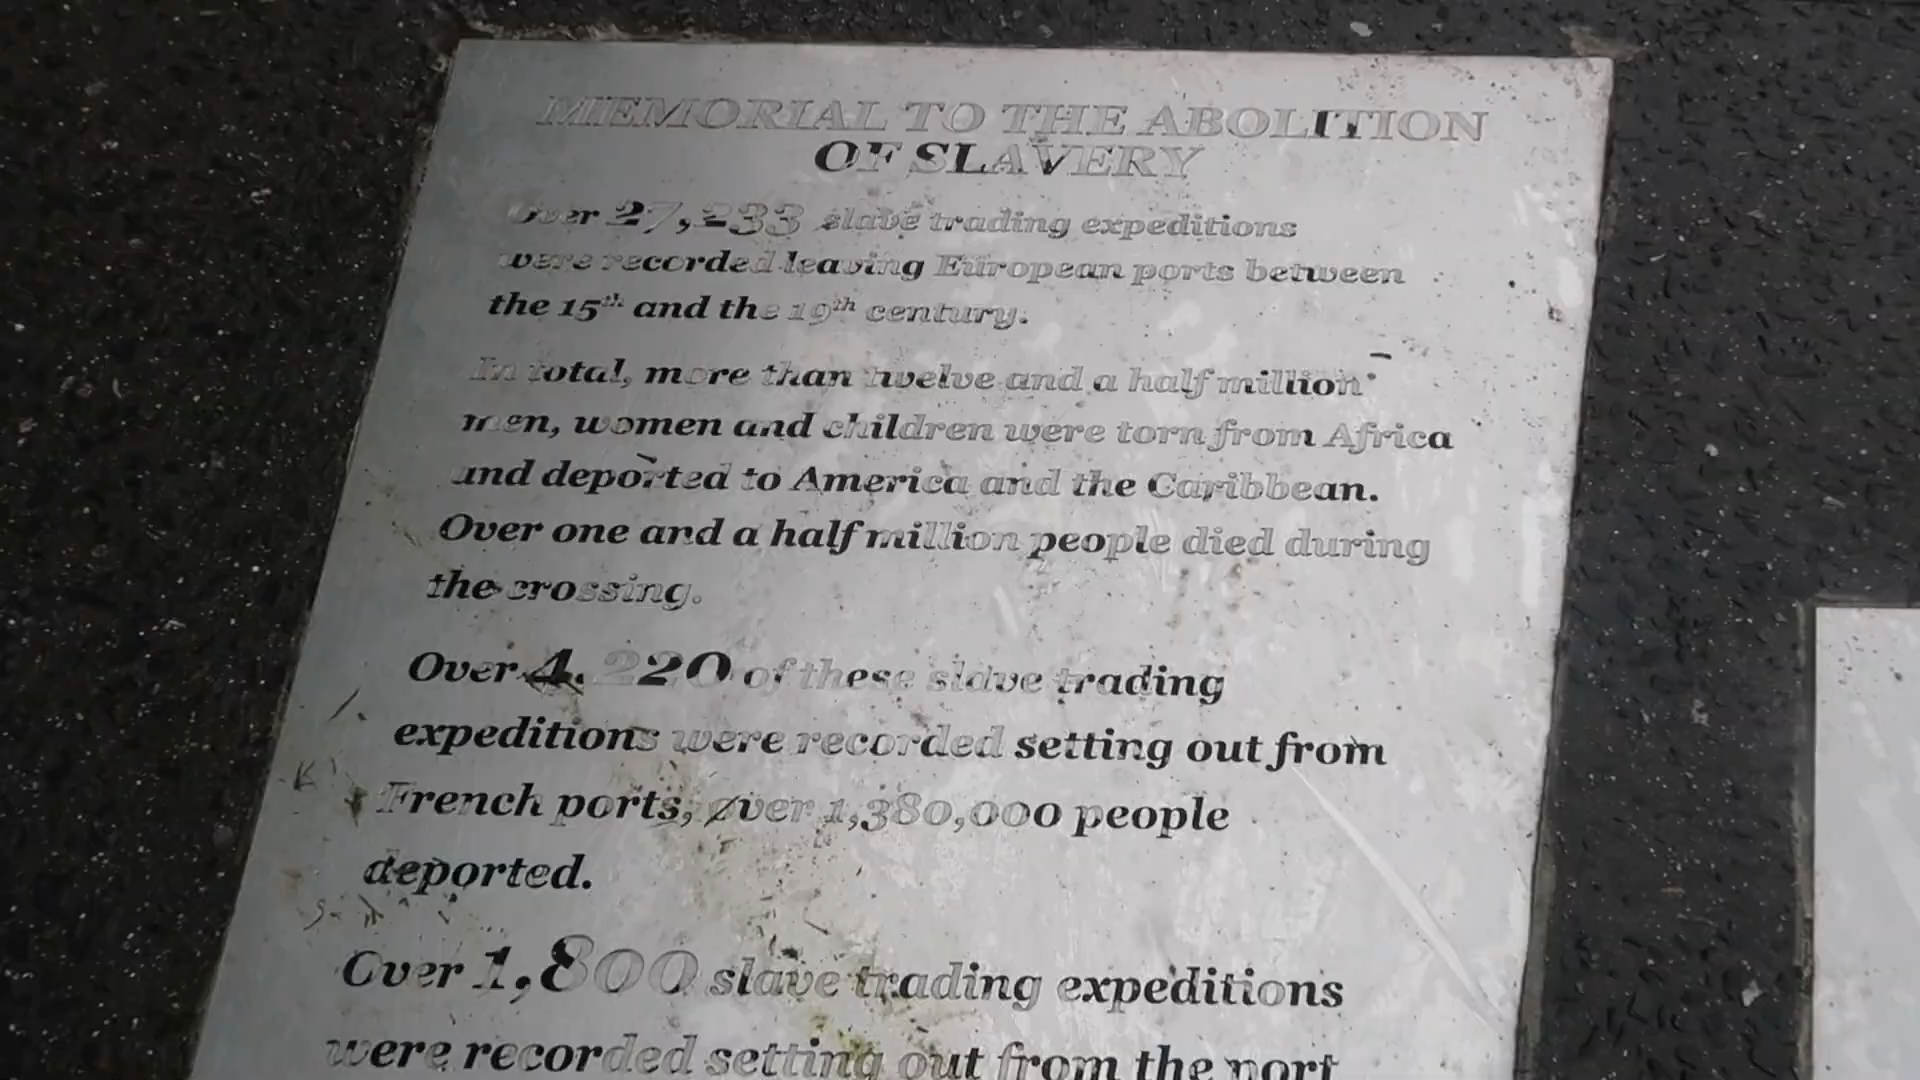 MEMORIAL TO THE ABOLITION
OF SLAVERY
Over 27,233 slave trading expeditions
were recorded leaving European ports between
the 15th and the 19th century.
In total, more than twelve and a half million
men, women and children were torn from Africa
and deported to America and the Caribbean.
Over one and a half million people died during
the crossing.
Over 4,220 of these slave trading
expeditions were recorded setting out from
French ports, over 1,380,000 people
deported.
Over 1,800 slave trading expeditions
were recorded setting out from the port